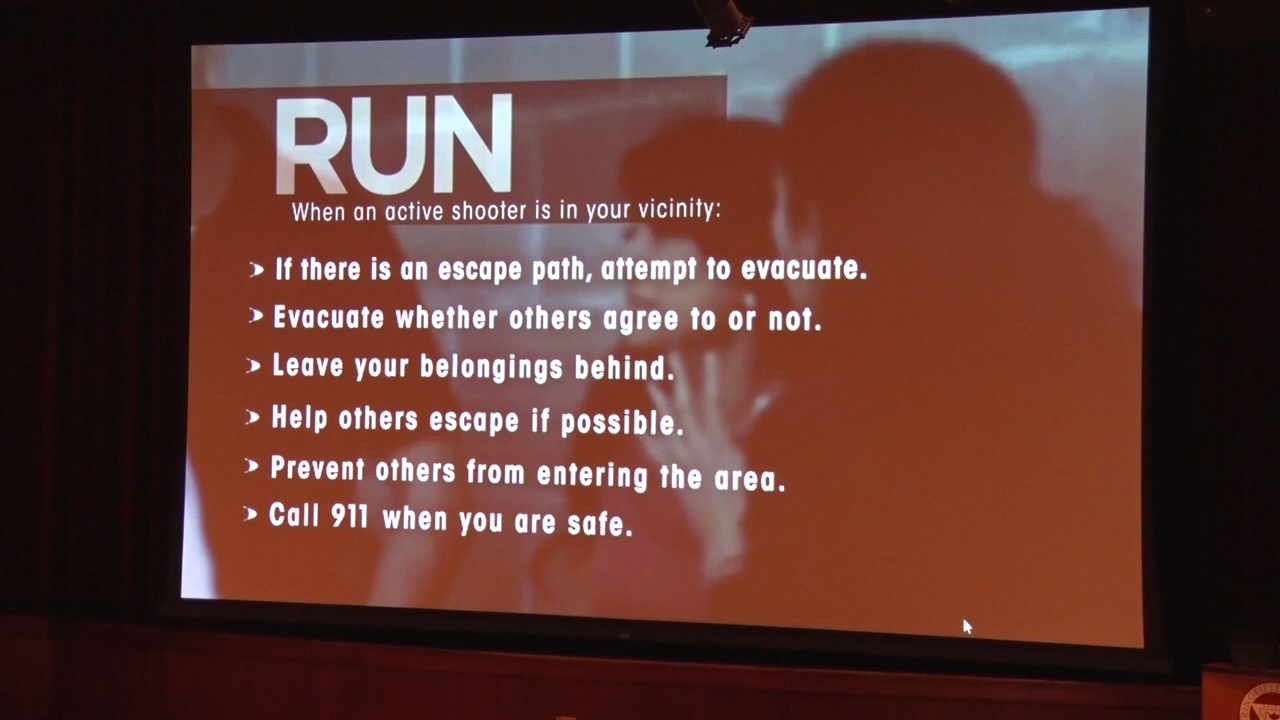 RUN
When an active shooter is in your vicinity:
If there is an escape path, attempt to evacuate.
Evacuate whether others agree to or not.
Leave your belongings behind.
Help others escape if possible.
Prevent others from entering the area.
Call 911 when you are safe.